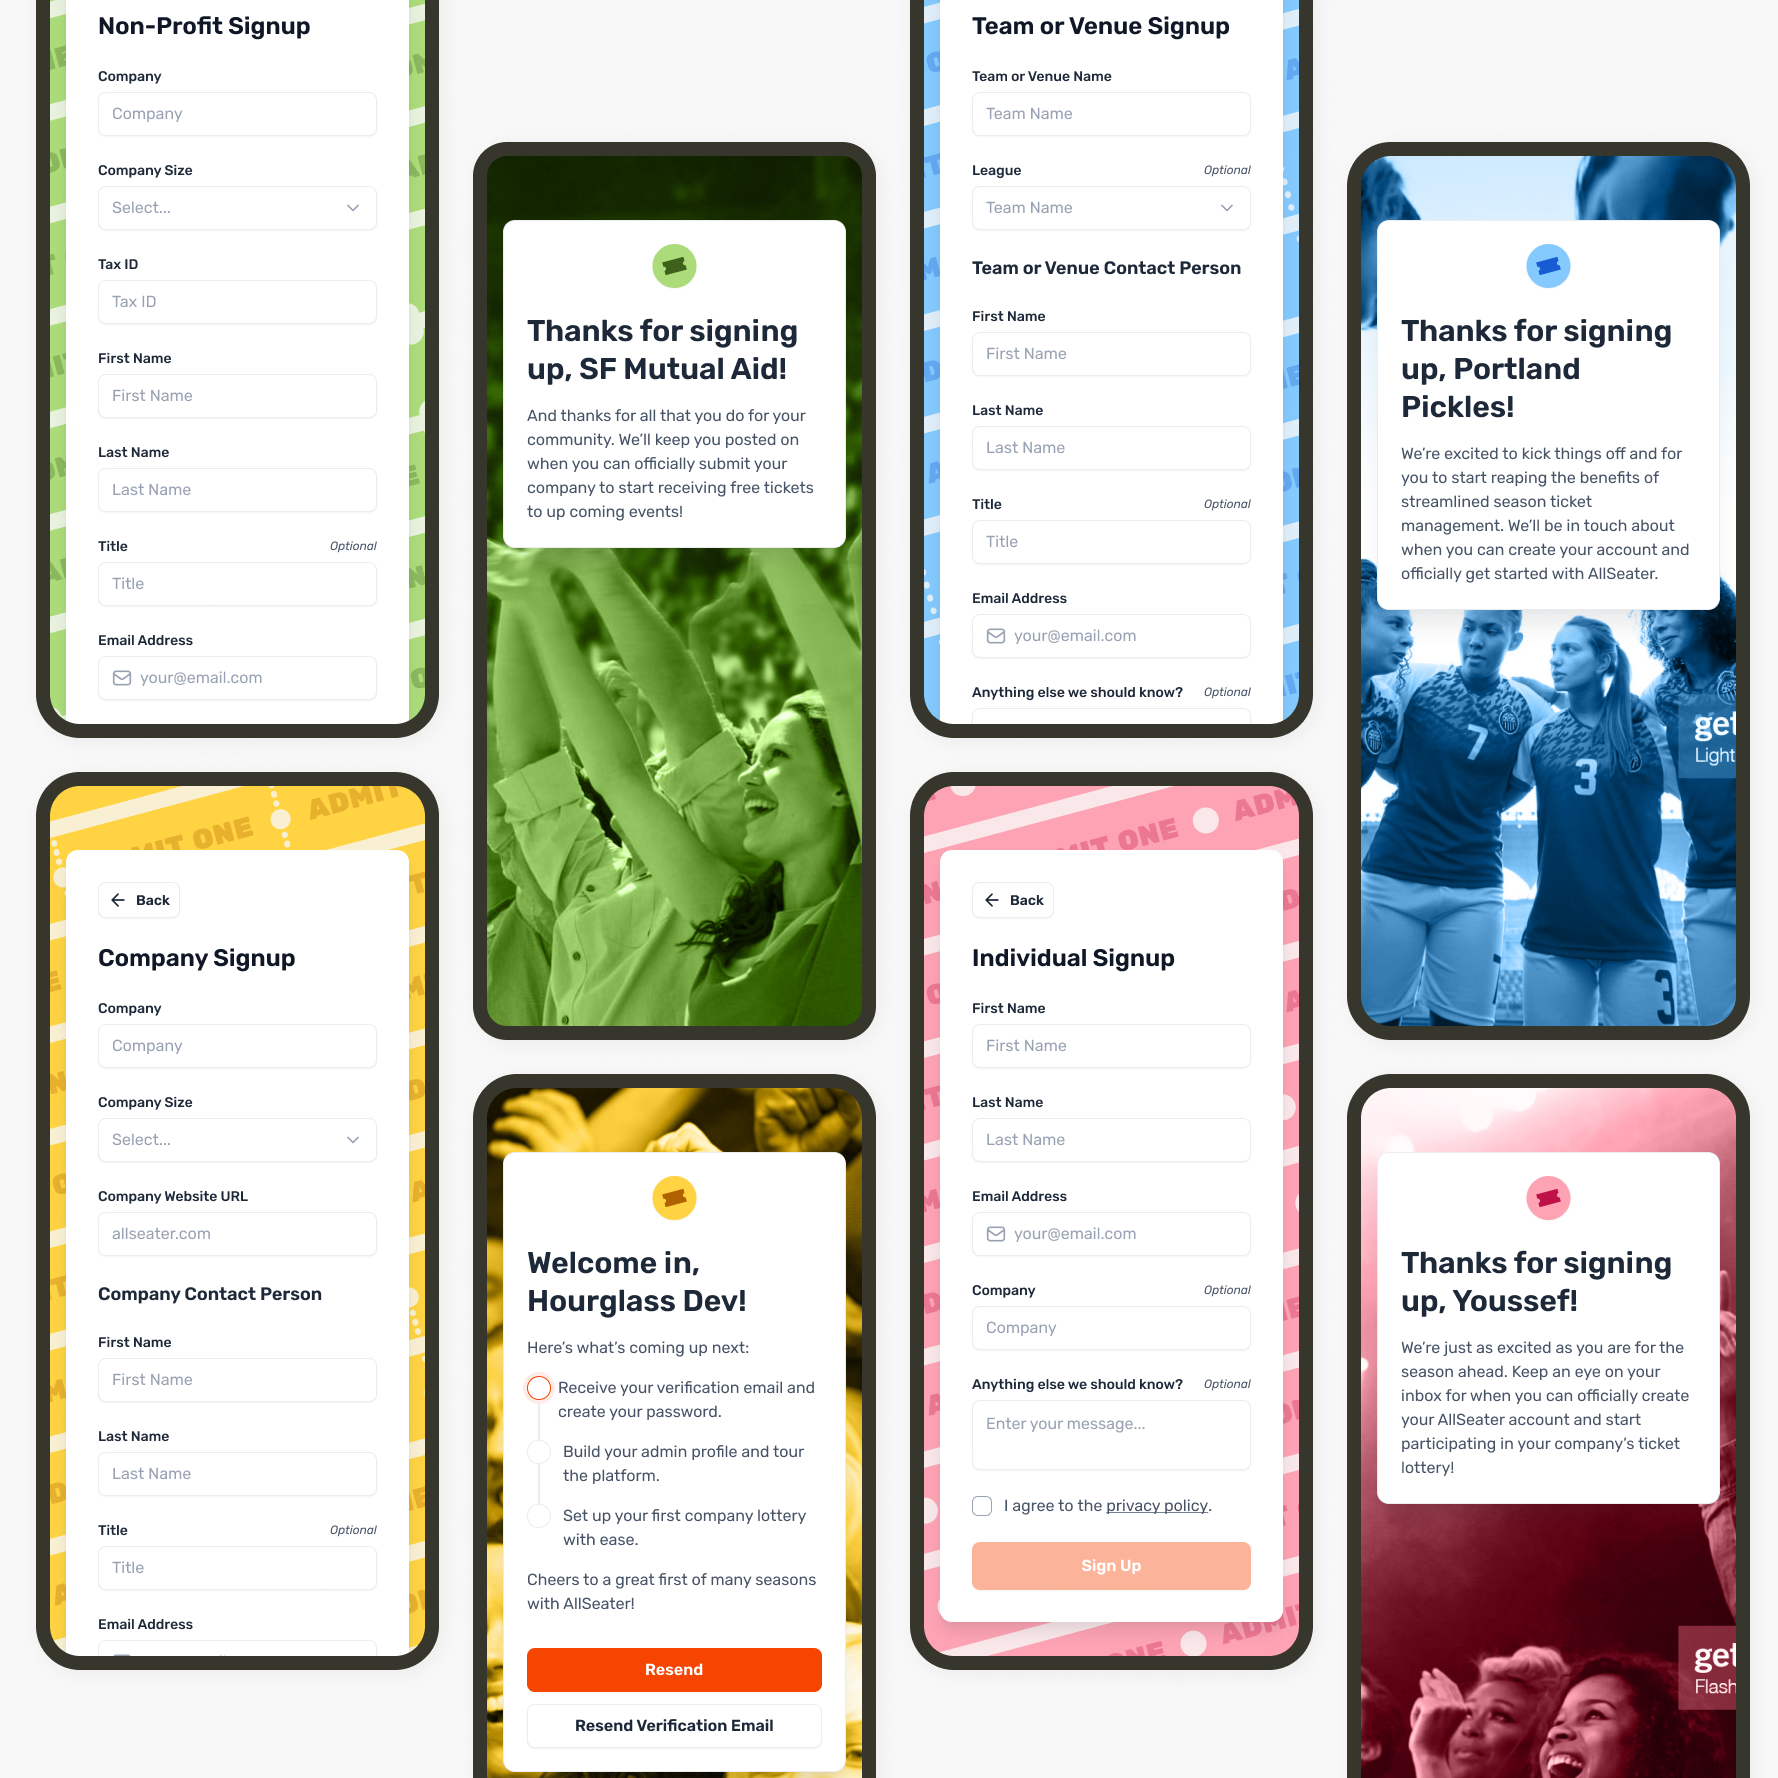 Non-Profit Signup
Company
Company
Company Size
Select...
Tax ID
Tax ID
First Name
First Name
Last Name
Last Name
Title Optional
Title
Email Address
your@email.com
ADMIT
MIT ONE
Back
Company Signup
Company
Company
Company Size
Select...
Company Website URL
allseater.com
Company Contact Person
First Name
First Name
Last Name
Last Name
Title Optional
Title
Email Address
Thanks for signing
up, SF Mutual Aid!
And thanks for all that you do for your
community. We’ll keep you posted on
when you can officially submit your
company to start receiving free tickets
to up coming events!
Welcome in,
Hourglass Dev!
Here’s what’s coming up next:
Receive your verification email and
create your password.
Build your admin profile and tour
the platform.
Set up your first company lottery
with ease.
Cheers to a great first of many seasons
with AllSeater!
Resend
Resend Verification Email
Team or Venue Signup
Team or Venue Name
Team Name
League Optional
Team Name
Team or Venue Contact Person
First Name
First Name
Last Name
Last Name
Title Optional
Title
Email Address
your@email.com
Anything else we should know? Optional
ADM
MIT ONE
Back
Individual Signup
First Name
First Name
Last Name
Last Name
Email Address
your@email.com
Company Optional
Company
Anything else we should know? Optional
Enter your message...
I agree to the privacy policy.
Sign Up
ONE
ADMI
Thanks for signing
up, Portland
Pickles!
We’re excited to kick things off and for
you to start reaping the benefits of
streamlined season ticket
management. We’ll be in touch about
when you can create your account and
officially get started with AllSeater.
7
3
get
Light
3
Thanks for signing
up, Youssef!
We’re just as excited as you are for the
season ahead. Keep an eye on your
inbox for when you can officially create
your AllSeater account and start
participating in your company’s ticket
lottery!
get
Flash